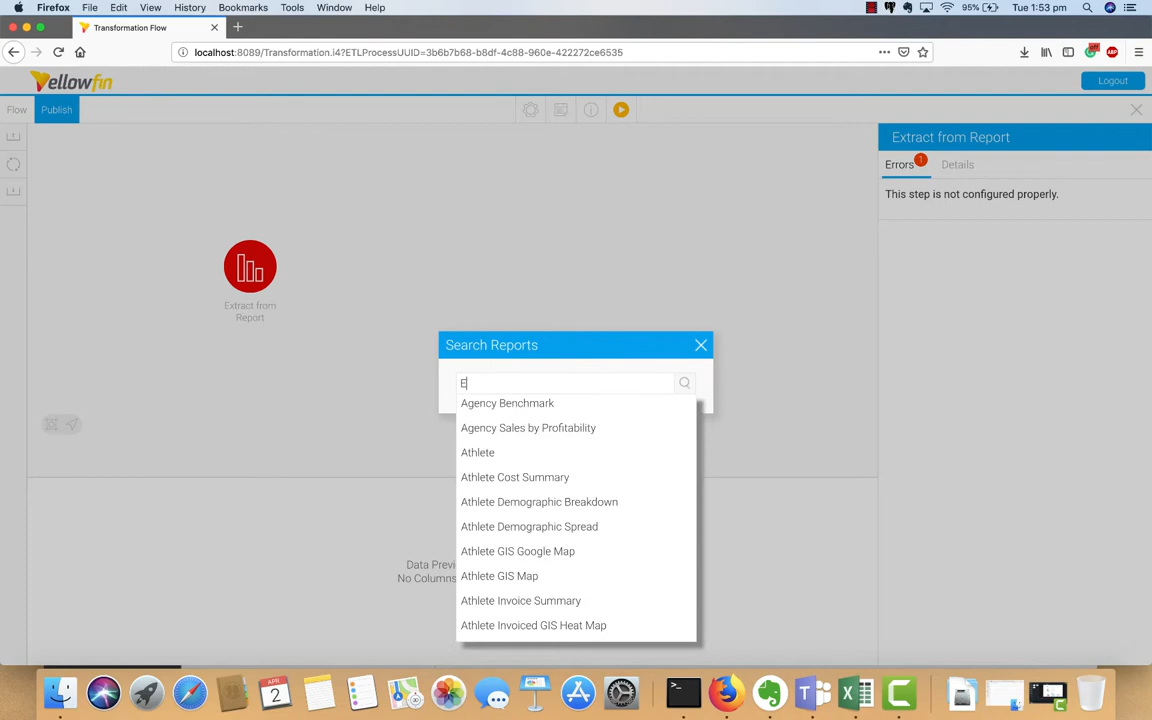 Firefox File Edit View History Bookmarks Tools Window Help 95% Tue 1:53 pm
Transformation Flow
localhost:8089/Transformation.i4?ETLProcessUUID=3b6b7b68-b8df-4c88-960e-422272ce6535
Yellowfin
Logout
Flow Publish
Extract from Report
Errors 1 Details
This step is not configured properly.
Extract from
Report
Search Reports
E
Agency Benchmark
Agency Sales by Profitability
Athlete
Athlete Cost Summary
Athlete Demographic Breakdown
Athlete Demographic Spread
Athlete GIS Google Map
Athlete GIS Map
Athlete Invoice Summary
Athlete Invoiced GIS Heat Map
Data Previ
No Columns
APR
2